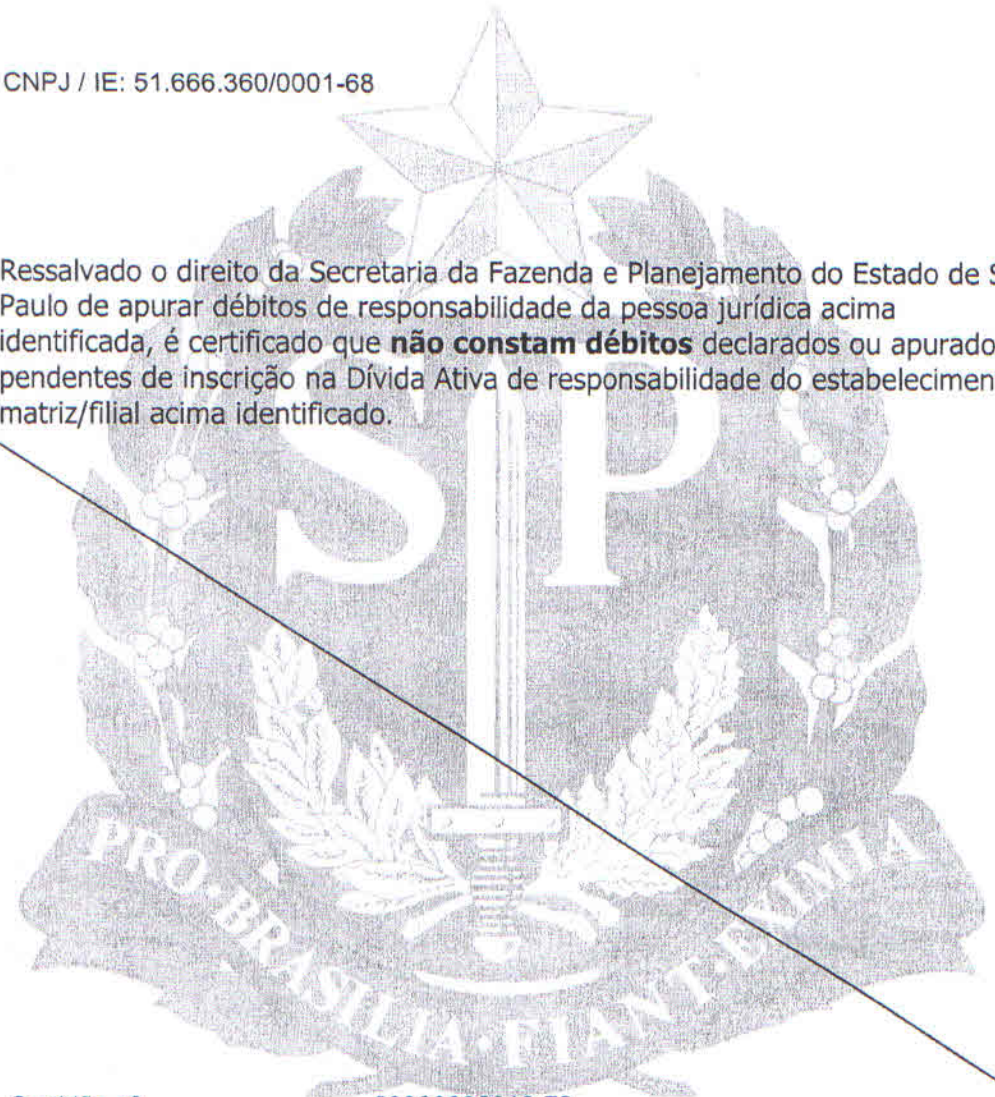 CNPJ / IE: 51.666.360/0001-68
Ressalvado o direito da Secretaria da Fazenda e Planejamento do Estado de S
Paulo de apurar débitos de responsabilidade da pessoa jurídica acima
identificada, é certificado que não constam débitos declarados ou apurado
pendentes de inscrição na Dívida Ativa de responsabilidade do estabelecimen
matriz/filial acima identificado.
SP
PRO·BRASILIA·FIANT·EXIMIA